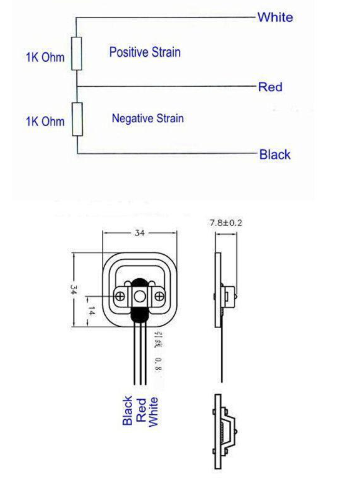 White
1K Ohm
Positive Strain
Red
1K Ohm
Negative Strain
Black
7.8±0.2
34
34
14
引线 0.8
Black
Red
White